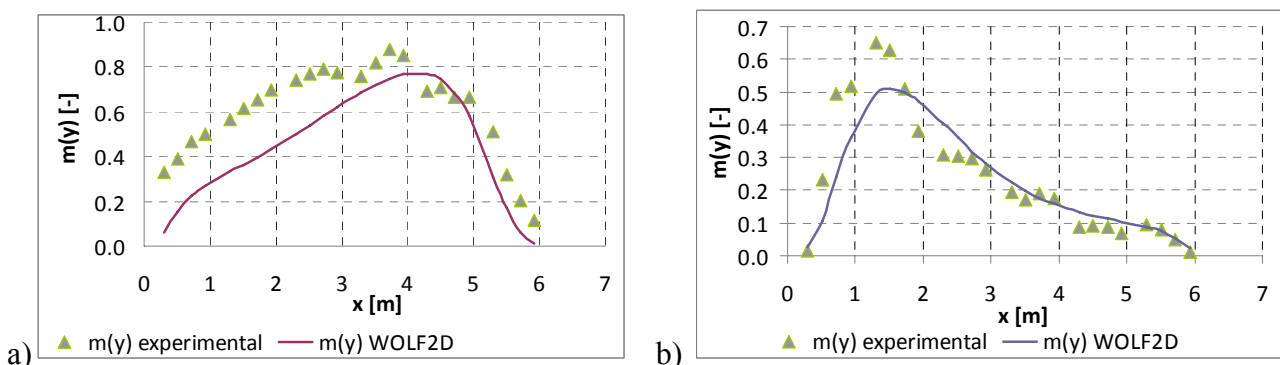 a)
m(y) [-]
1.0
0.8
0.6
0.4
0.2
0.0
0 1 2 3 4 5 6 7
x [m]
m(y) experimental m(y) WOLF2D
b)
m(y) [-]
0.7
0.6
0.5
0.4
0.3
0.2
0.1
0.0
0 1 2 3 4 5 6 7
x [m]
m(y) experimental m(y) WOLF2D